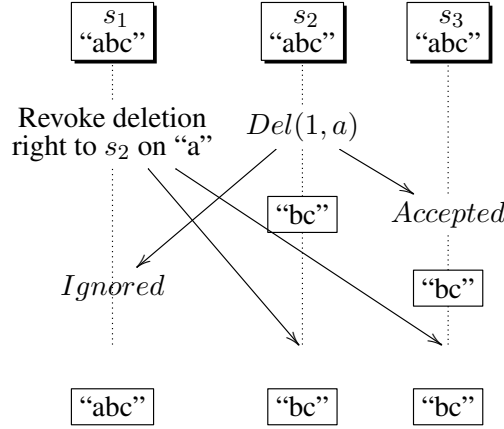 s₁ s₂ s₃
“abc” “abc” “abc”
Revoke deletion
right to s₂ on “a”
Del(1, a)
“bc”
Accepted
Ignored
“bc”
“abc” “bc” “bc”